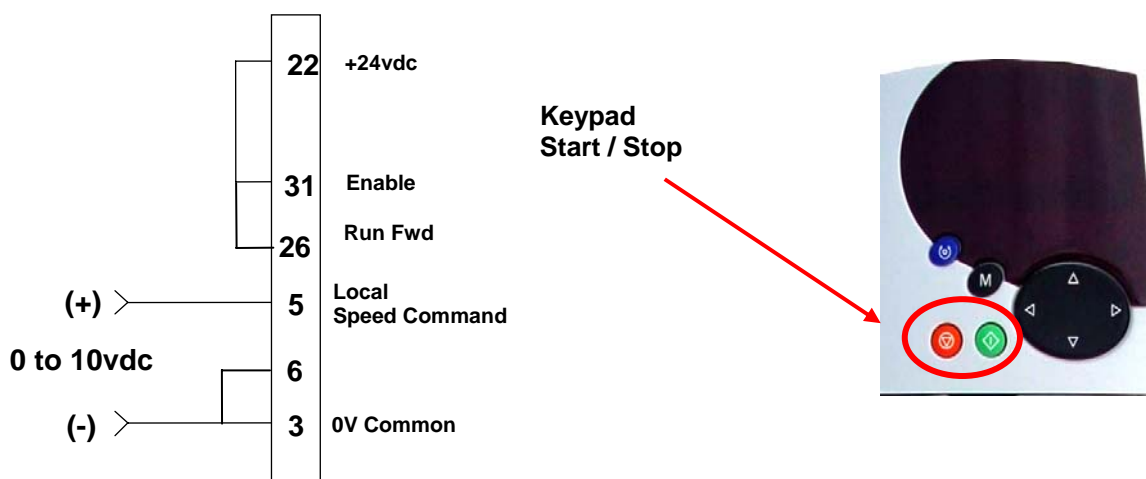 22 +24vdc
31 Enable
26 Run Fwd
Keypad
Start / Stop
(+)
5 Local
Speed Command
0 to 10vdc
6
(-)
3 0V Common
M